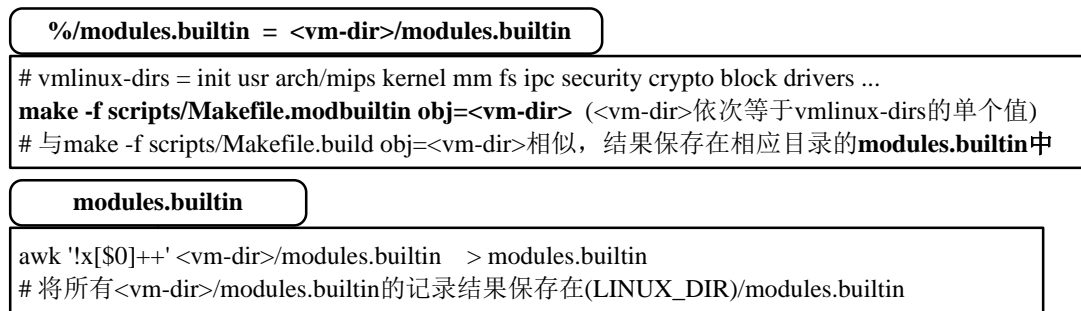 %/modules.builtin = <vm-dir>/modules.builtin
# vmlinux-dirs = init usr arch/mips kernel mm fs ipc security crypto block drivers ...
make -f scripts/Makefile.modbuiltin obj=<vm-dir> (<vm-dir>依次等于vmlinux-dirs的单个值)
# 与make -f scripts/Makefile.build obj=<vm-dir>相似，结果保存在相应目录的modules.builtin中
modules.builtin
awk '!x[$0]++' <vm-dir>/modules.builtin > modules.builtin
# 将所有<vm-dir>/modules.builtin的记录结果保存在(LINUX_DIR)/modules.builtin